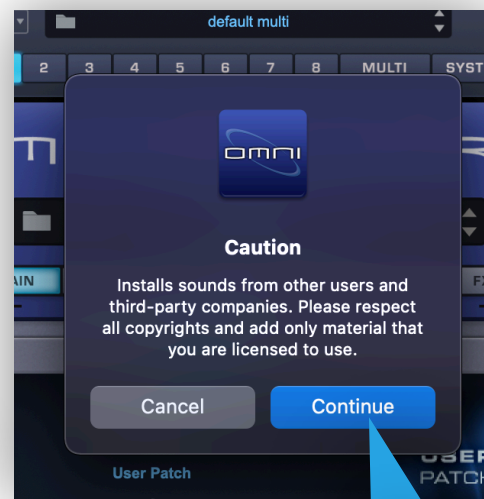 default multi
2 3 4 5 6 7 8 MULTI SYST
OMNI
AIN
Caution
Installs sounds from other users and
third-party companies. Please respect
all copyrights and add only material that
you are licensed to use.
Cancel Continue
User Patch
USER
PATCH